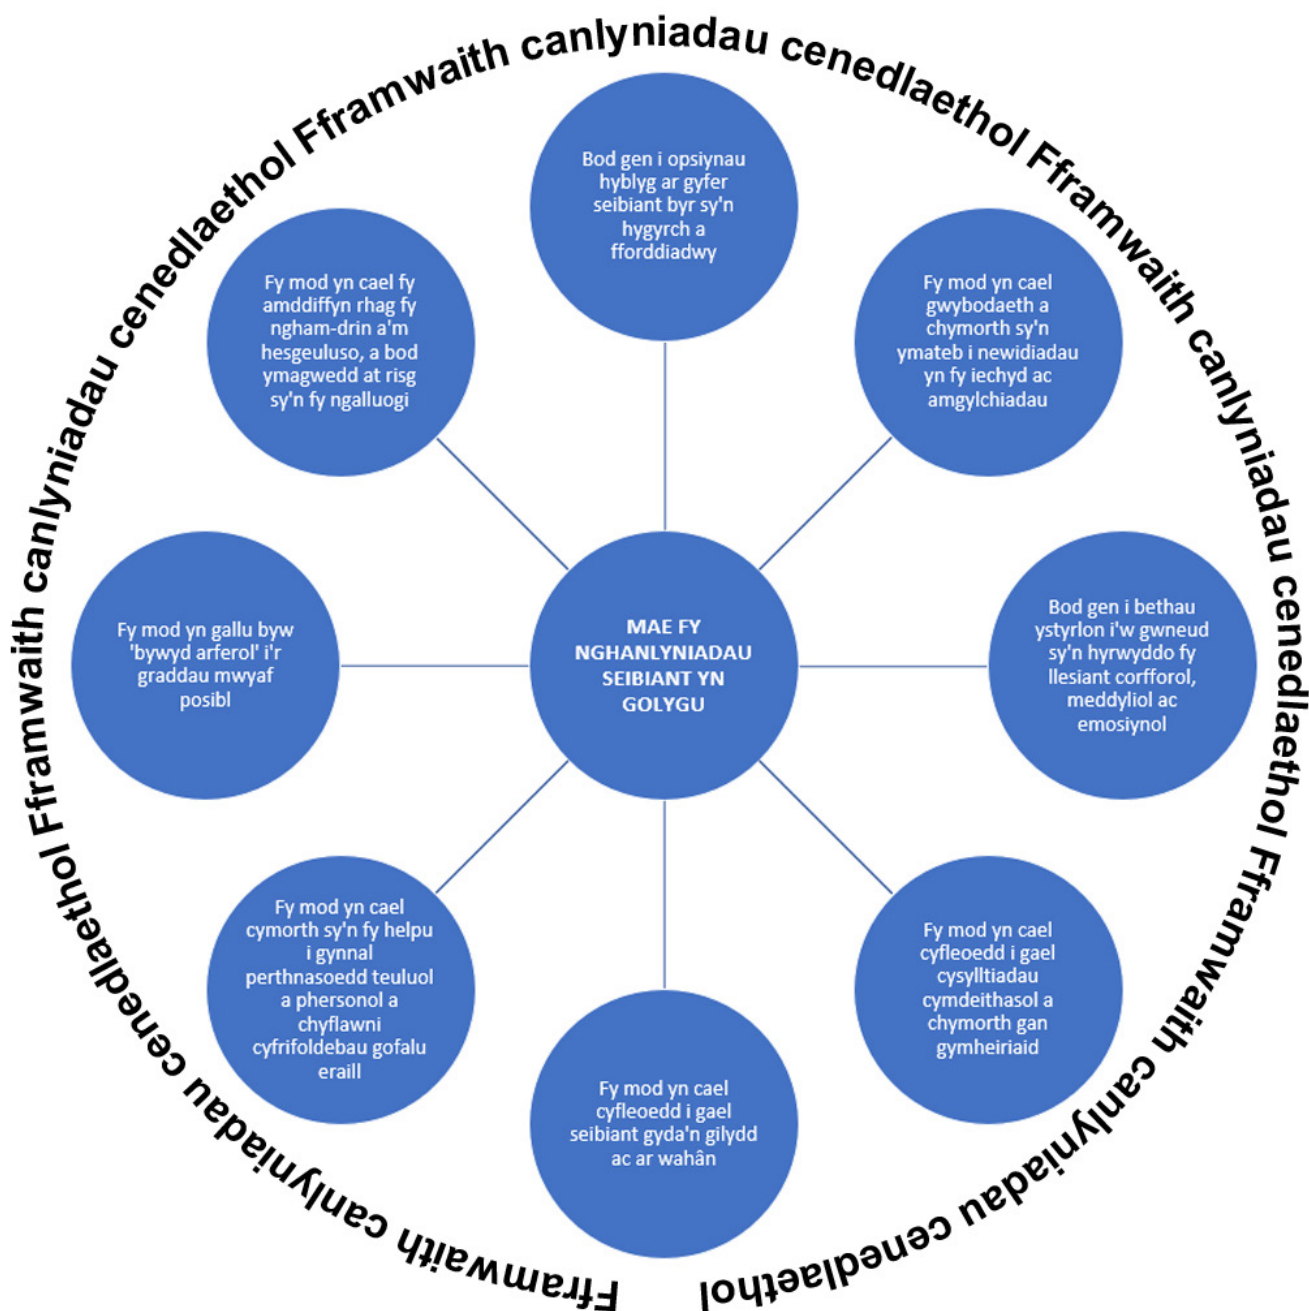 Fframwaith canlyniadau cenedlaethol Fframwaith canlyniadau cenedlaethol Fframwaith canlyniadau cenedlaethol Fframwaith canlyniadau cenedlaethol Fframwaith canlyniadau cenedlaethol
Bod gen i opsiynau
hyblyg ar gyfer
seibiant byr sy'n
hygyrch a
fforddiadwy
Fy mod yn cael
gwybodaeth a
chymorth sy'n
ymateb i newidiadau
yn fy iechyd ac
amgylchiadau
Bod gen i bethau
ystyrlon i'w gwneud
sy'n hyrwyddo fy
llesiant corfforol,
meddyliol ac
emosiynol
Fy mod yn cael
cyfleoedd i gael
cysylltiadau
cymdeithasol a
chymorth gan
gymheiriaid
Fy mod yn cael
cyfleoedd i gael
seibiant gyda'n gilydd
ac ar wahân
Fy mod yn cael
cymorth sy'n fy helpu
i gynnal
perthnasoedd teuluol
a phersonol a
chyflawni
cyfrifoldebau gofalu
eraill
Fy mod yn gallu byw
'bywyd arferol' i'r
graddau mwyaf
posibl
Fy mod yn cael fy
amddiffyn rhag fy
ngham-drin a'm
hesgeuluso, a bod
ymagwedd at risg
sy'n fy ngalluogi
MAE FY
NGHANLYNIADAU
SEIBIANT YN
GOLYGU